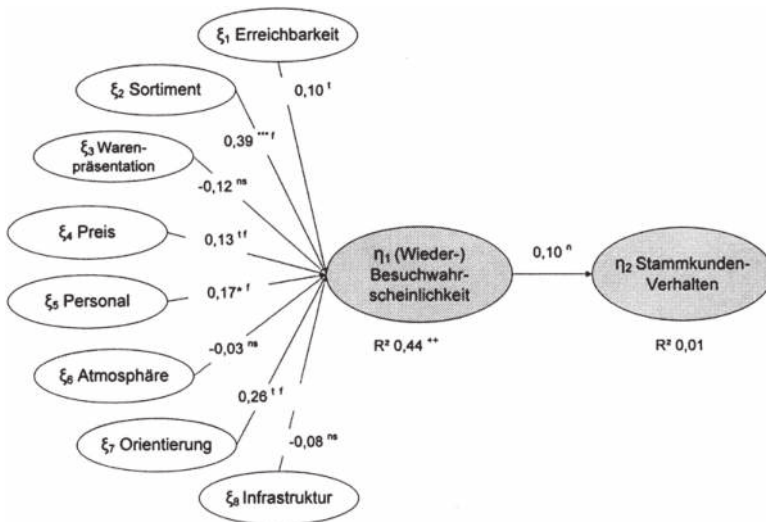 ξ₁ Erreichbarkeit
0,10 ᵗ
ξ₂ Sortiment
0,39 *** ᶠ
ξ₃ Waren-
präsentation
-0,12 ⁿˢ
ξ₄ Preis
0,13 ᵗ ᶠ
ξ₅ Personal
0,17* ᶠ
ξ₆ Atmosphäre
-0,03 ⁿˢ
ξ₇ Orientierung
0,26 ᵗ ᶠ
ξ₈ Infrastruktur
-0,08 ⁿˢ
η₁ (Wieder-)
Besuchwahr-
scheinlichkeit
R² 0,44 ⁺⁺
0,10 ⁿ
η₂ Stammkunden-
Verhalten
R² 0,01